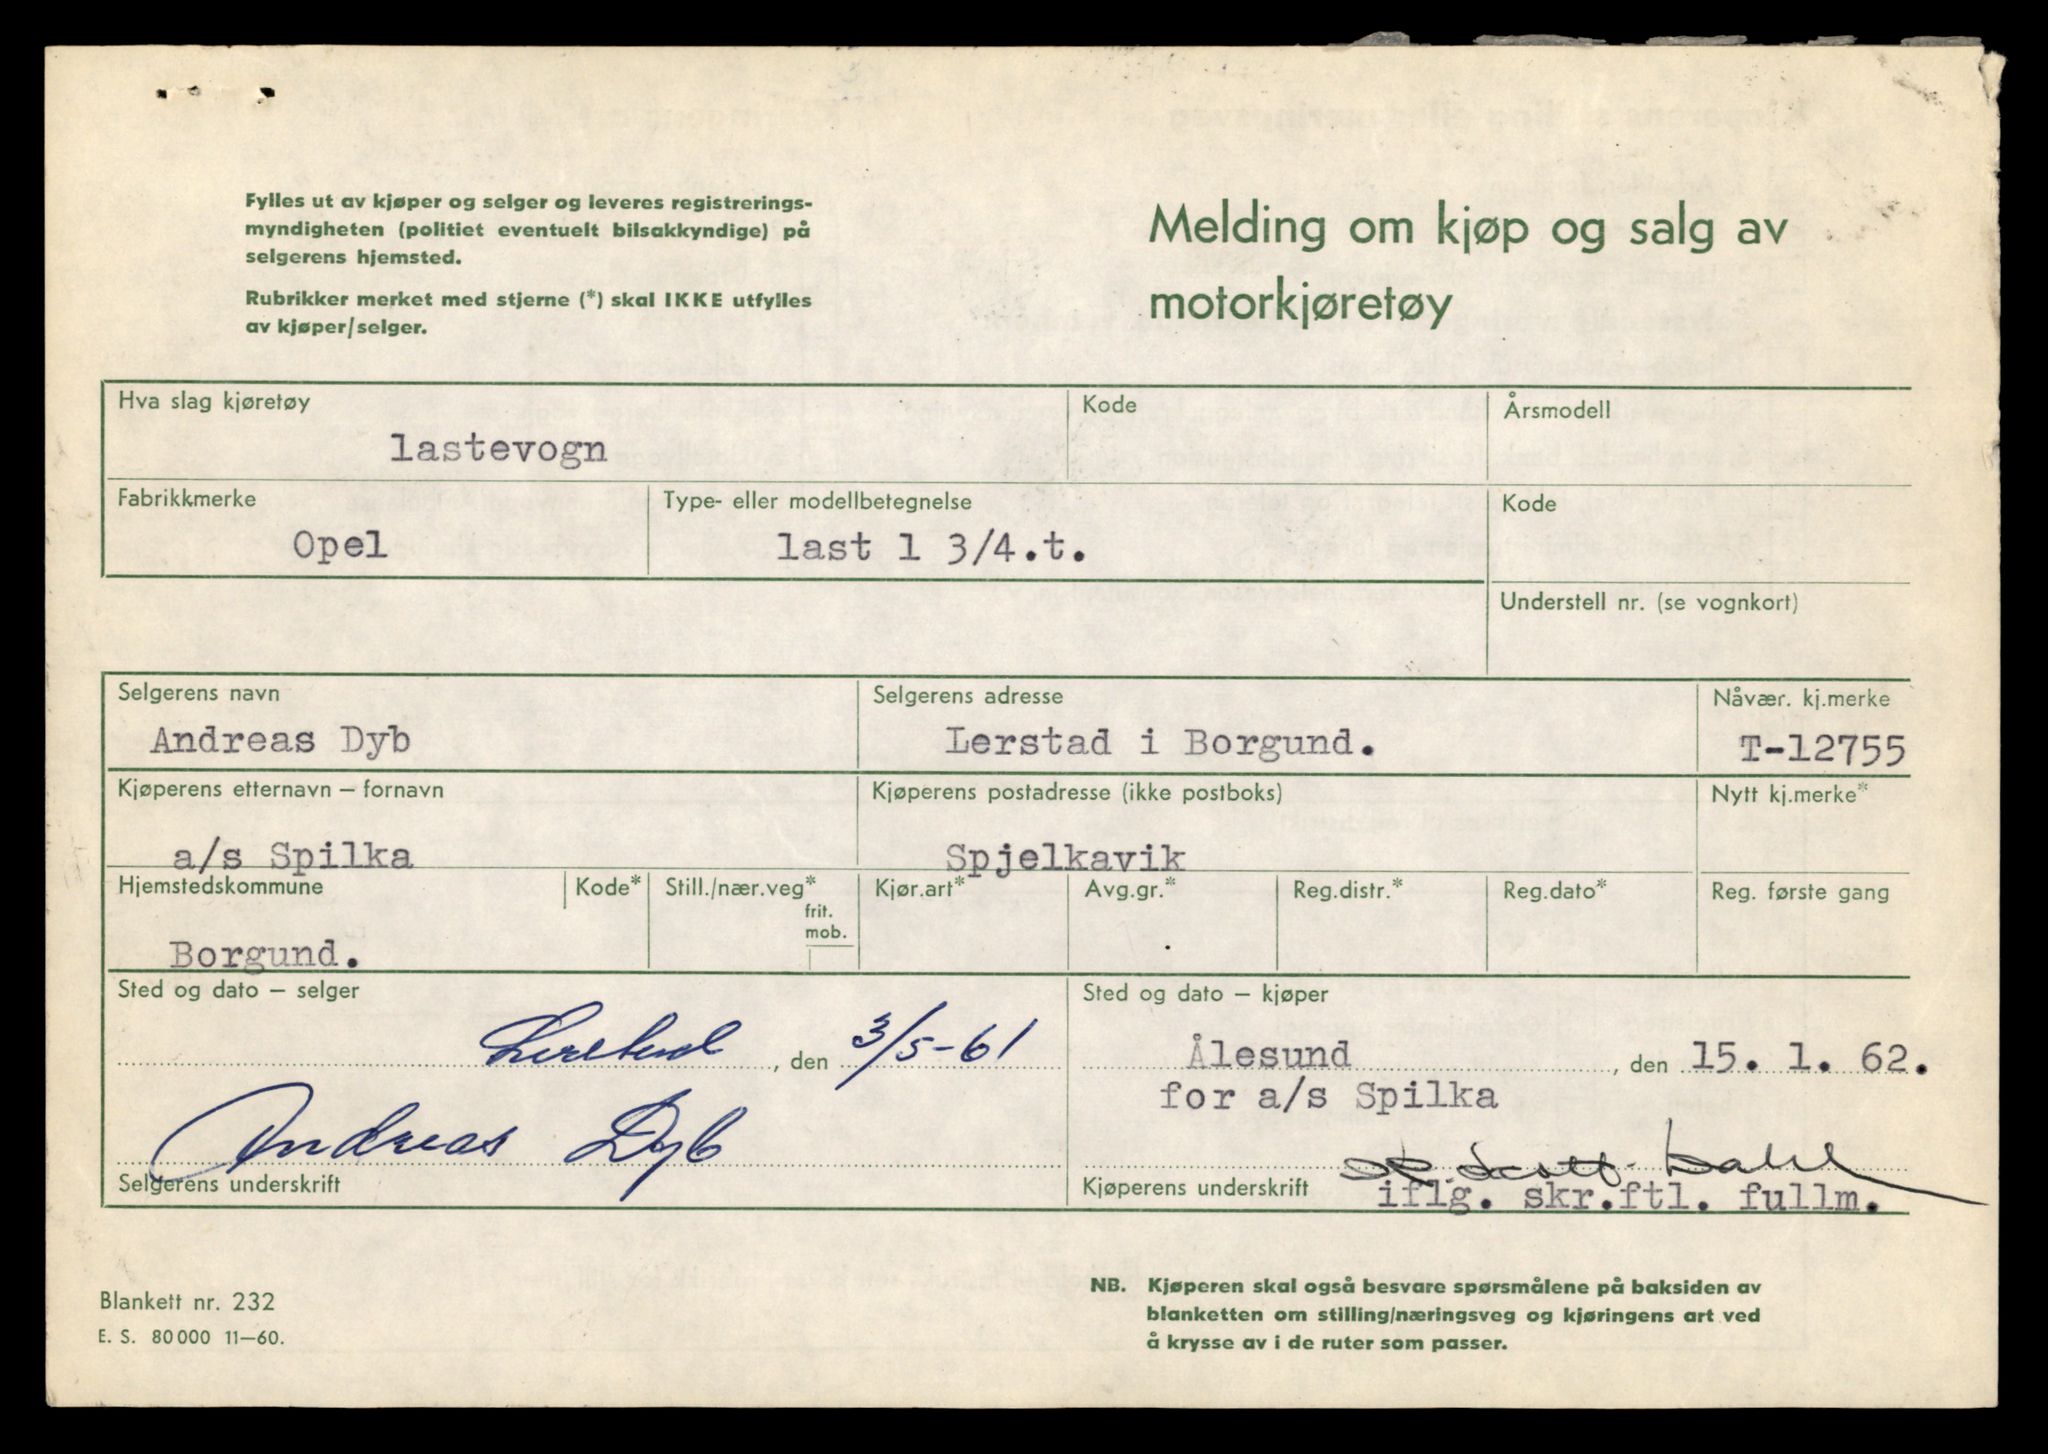 Fylles ut av kjøper og selger og leveres registrerings-
myndigheten (politiet eventuelt bilsakkyndige) på
selgerens hjemsted.
Rubrikker merket med stjerne (*) skal IKKE utfylles
av kjøper/selger.
Melding om kjøp og salg av
motorkjøretøy
Hva slag kjøretøy
lastevogn
Kode
Årsmodell
Fabrikkmerke
Opel
Type- eller modellbetegnelse
last 1 3/4.t.
Kode
Understell nr. (se vognkort)
Selgerens navn
Andreas Dyb
Selgerens adresse
Lerstad i Borgund.
Nåvær. kj.merke
T-12755
Kjøperens etternavn – fornavn
a/s Spilka
Kjøperens postadresse (ikke postboks)
Spjelkavik
Nytt kj.merke*
Hjemstedskommune
Borgund.
Kode*
Still./nær.veg*
frit.
mob.
Kjør.art*
Avg.gr.*
Reg.distr.*
Reg.dato*
Reg. første gang
Sted og dato – selger
, den 3/5-61
Andreas Dyb
Selgerens underskrift
Sted og dato – kjøper
Ålesund, den 15. 1. 62.
for a/s Spilka
Kjøperens underskrift
iflg. skr.ftl. fullm.
Blankett nr. 232
E. S. 80000 11–60.
NB. Kjøperen skal også besvare spørsmålene på baksiden av
blanketten om stilling/næringsveg og kjøringens art ved
å krysse av i de ruter som passer.